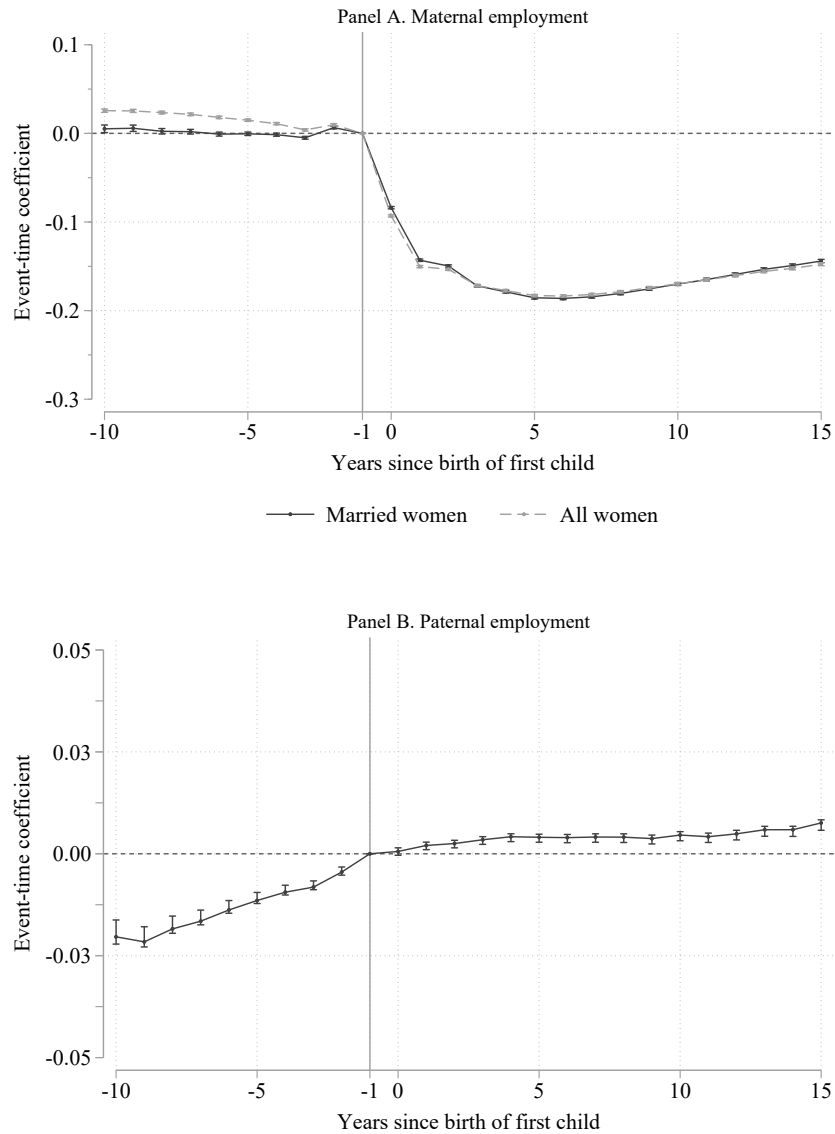 Panel A. Maternal employment
0.1
0.0
-0.1
-0.2
-0.3
Event-time coefficient
-10 -5 -1 0 5 10 15
Years since birth of first child
Married women All women
Panel B. Paternal employment
0.05
0.03
0.00
-0.03
-0.05
Event-time coefficient
-10 -5 -1 0 5 10 15
Years since birth of first child